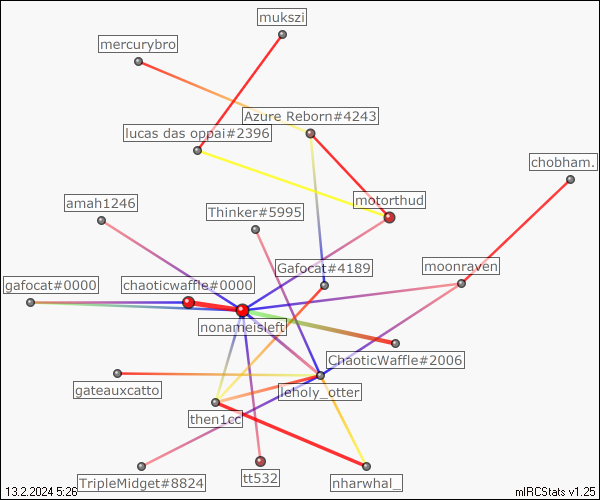 mukszi
mercurybro
Azure Reborn#4243
lucas das oppai#2396
chobham.
amah1246
motorthud
Thinker#5995
Gafocat#4189
moonraven
gafocat#0000
chaoticwaffle#0000
nonameisleft
ChaoticWaffle#2006
gateauxcatto
leholy_otter
then1cc
TripleMidget#8824
tt532
nharwhal_
13.2.2024 5:26
mIRCStats v1.25